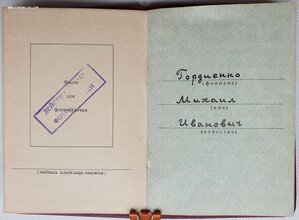 Место
для
фотокарточки
(подпись владельца книжки)
Гордиенко
(фамилия)
Михаил
(имя)
Иванович
(отчество)